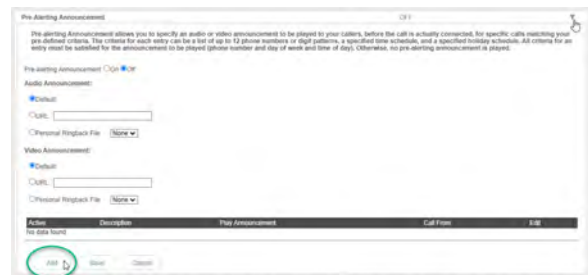 Pre-Alerting Announcement OFF
Pre-alerting Announcement allows you to specify an audio or video announcement to be played to your callers, before the call is actually connected, for specific calls matching your
pre-defined criteria. The criteria for each entry can be a list of up to 12 phone numbers or digit patterns, a specified time schedule, and a specified holiday schedule. All criteria for an
entry must be satisfied for the announcement to be played (phone number and day of week and time of day). Otherwise, no pre-alerting announcement is played.
Pre-alerting Announcement On Off
Audio Announcement:
Default
URL
Personal Ringback File None
Video Announcement:
Default
URL
Personal Ringback File None
Active Description Play Announcement Call From Edit
No data found
Add Save Cancel